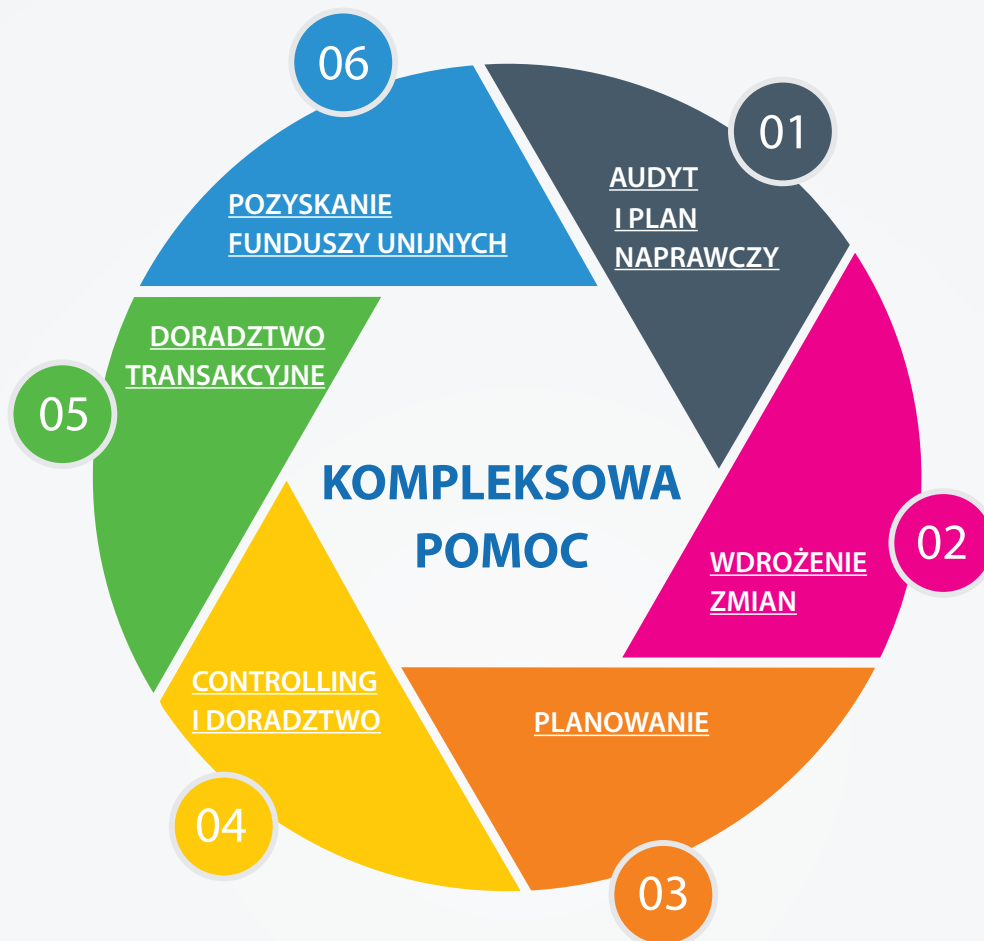 01
AUDYT
I PLAN
NAPRAWCZY
02
WDROŻENIE
ZMIAN
03
PLANOWANIE
04
CONTROLLING
I DORADZTWO
05
DORADZTWO
TRANSAKCYJNE
06
POZYSKANIE
FUNDUSZY UNIJNYCH
KOMPLEKSOWA
POMOC